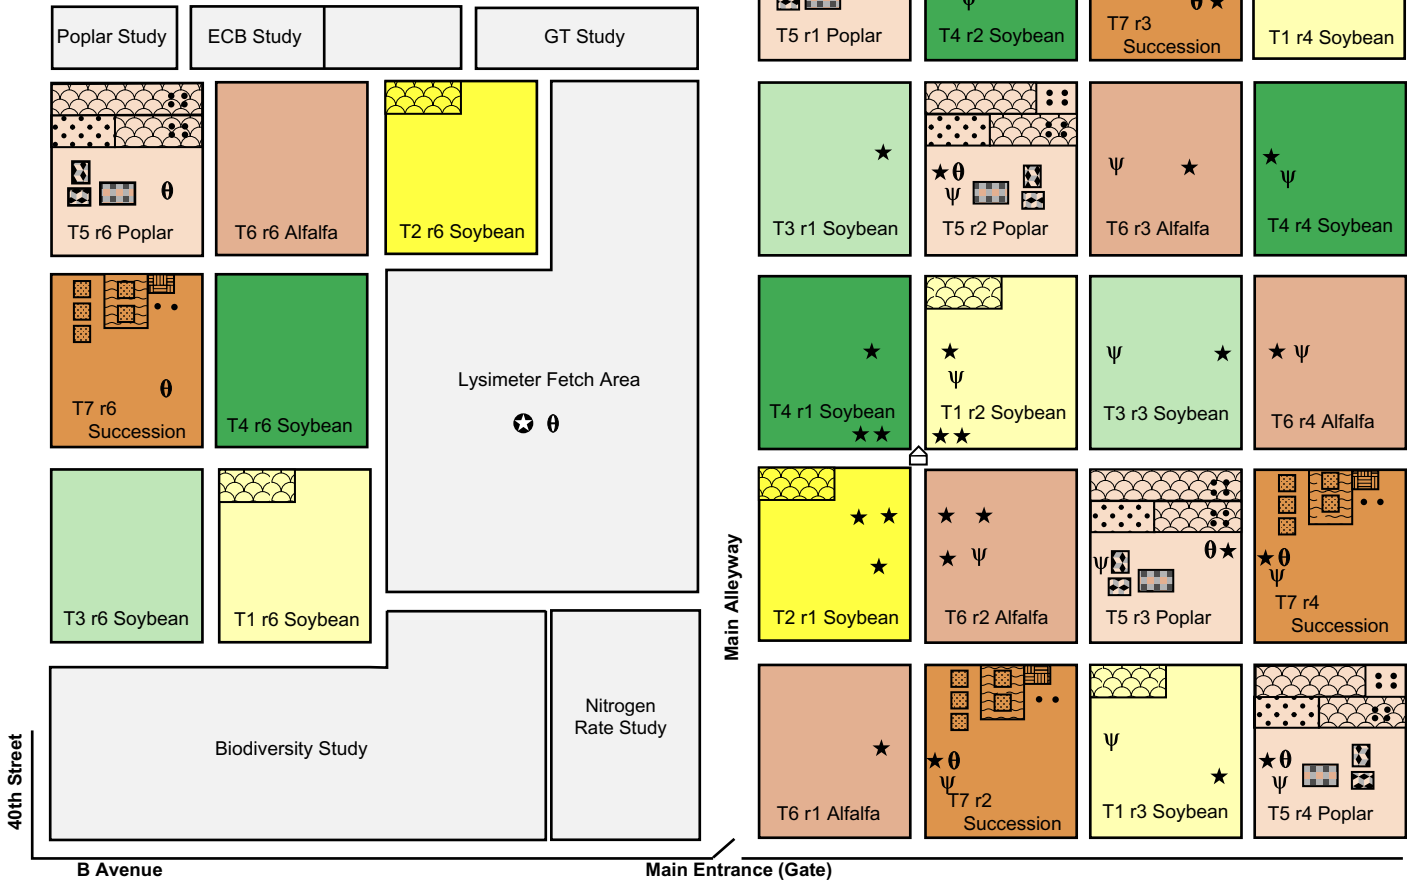 Poplar Study
ECB Study
GT Study
T5 r1 Poplar
T4 r2 Soybean
T7 r3
Succession
T1 r4 Soybean
T5 r6 Poplar
θ
T6 r6 Alfalfa
T2 r6 Soybean
T3 r1 Soybean
θ
ψ
T5 r2 Poplar
ψ
T6 r3 Alfalfa
ψ
T4 r4 Soybean
θ
T7 r6
Succession
T4 r6 Soybean
Lysimeter Fetch Area
θ
T4 r1 Soybean
ψ
T1 r2 Soybean
ψ
T3 r3 Soybean
ψ
T6 r4 Alfalfa
T3 r6 Soybean
T1 r6 Soybean
Main Alleyway
T2 r1 Soybean
ψ
T6 r2 Alfalfa
θ
ψ
T5 r3 Poplar
θ
ψ
T7 r4
Succession
Biodiversity Study
Nitrogen
Rate Study
T6 r1 Alfalfa
θ
ψ
T7 r2
Succession
ψ
T1 r3 Soybean
θ
ψ
T5 r4 Poplar
40th Street
B Avenue
Main Entrance (Gate)